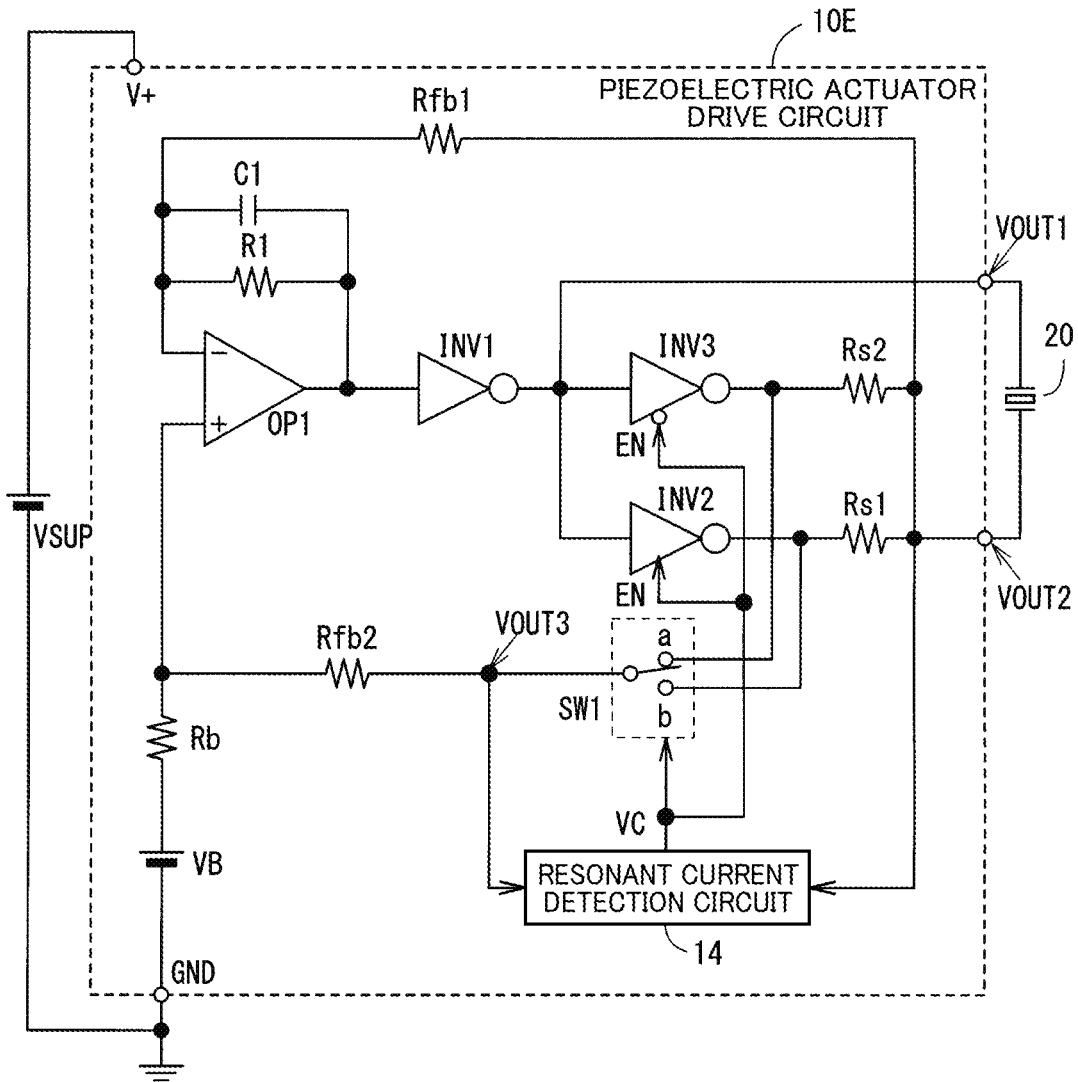 10E
V+
PIEZOELECTRIC ACTUATOR
DRIVE CIRCUIT
Rfb1
C1
R1
VOUT1
INV1
INV3
Rs2
20
−
+
OP1
EN
INV2
Rs1
VSUP
EN
VOUT2
VOUT3
Rfb2
a
SW1
b
Rb
VC
VB
RESONANT CURRENT
DETECTION CIRCUIT
14
GND